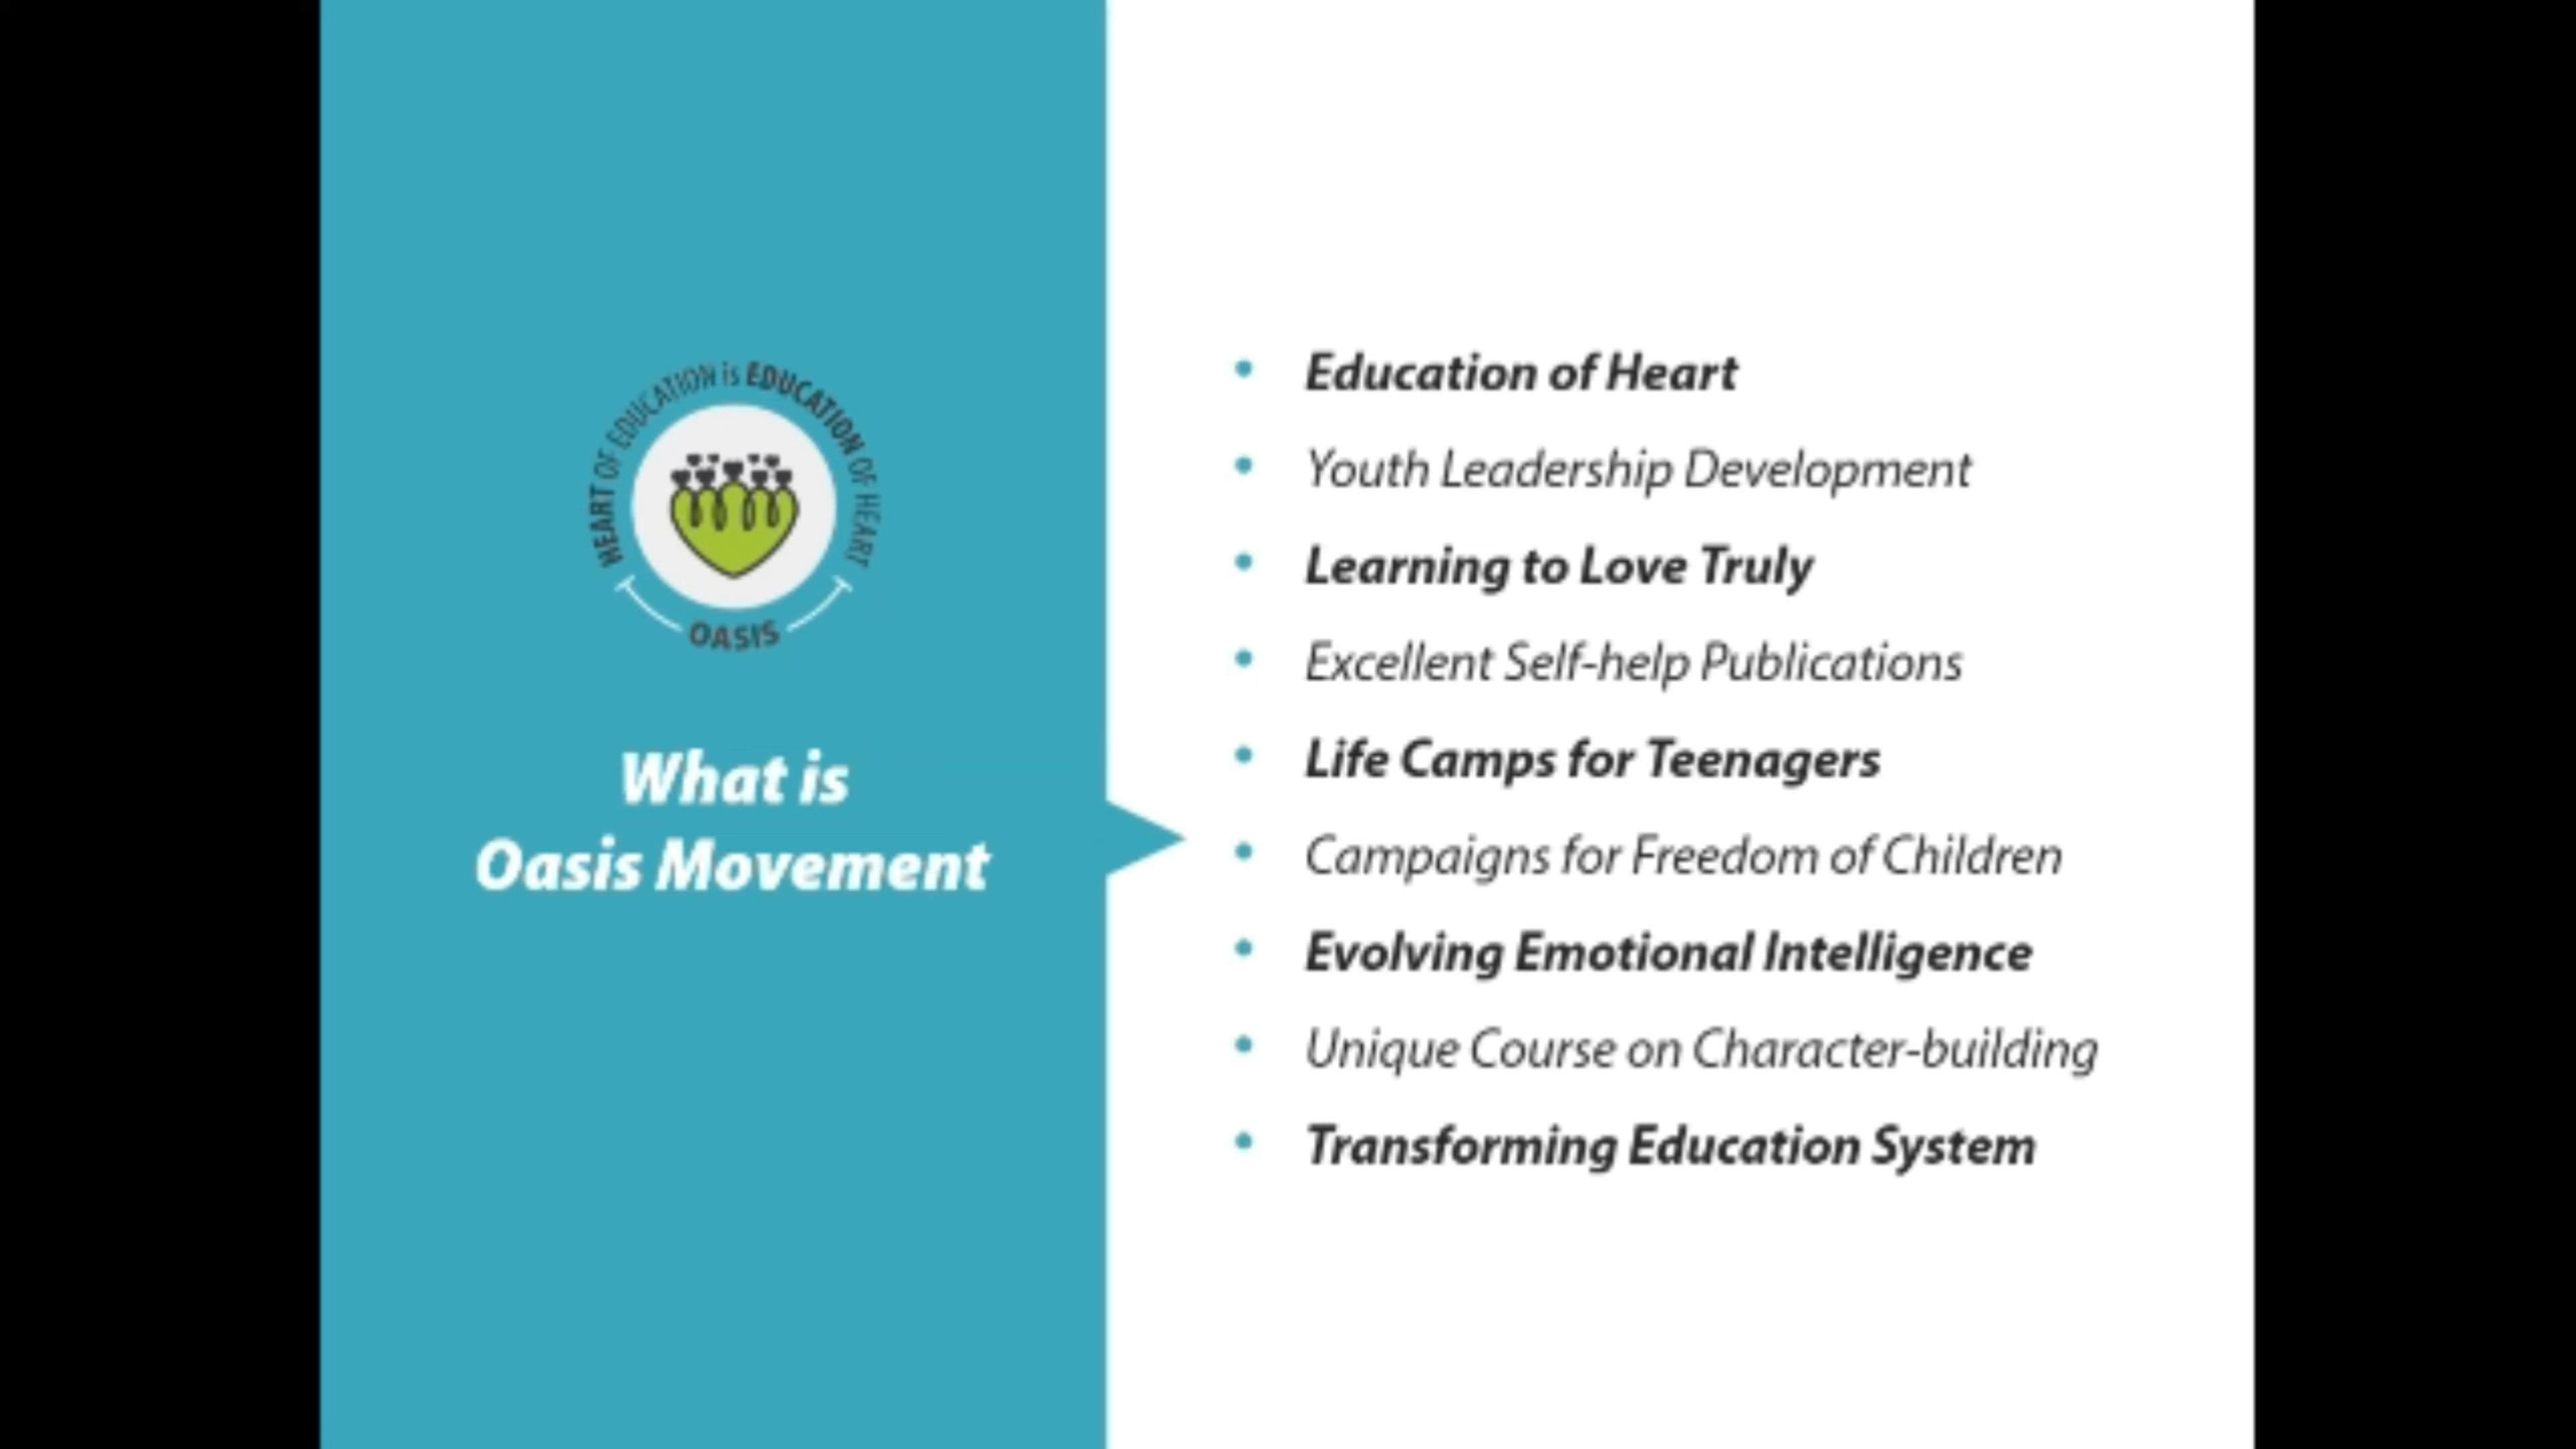 HEART OF EDUCATION is EDUCATION OF HEART
OASIS
What is
Oasis Movement
• Education of Heart
• Youth Leadership Development
• Learning to Love Truly
• Excellent Self-help Publications
• Life Camps for Teenagers
• Campaigns for Freedom of Children
• Evolving Emotional Intelligence
• Unique Course on Character-building
• Transforming Education System